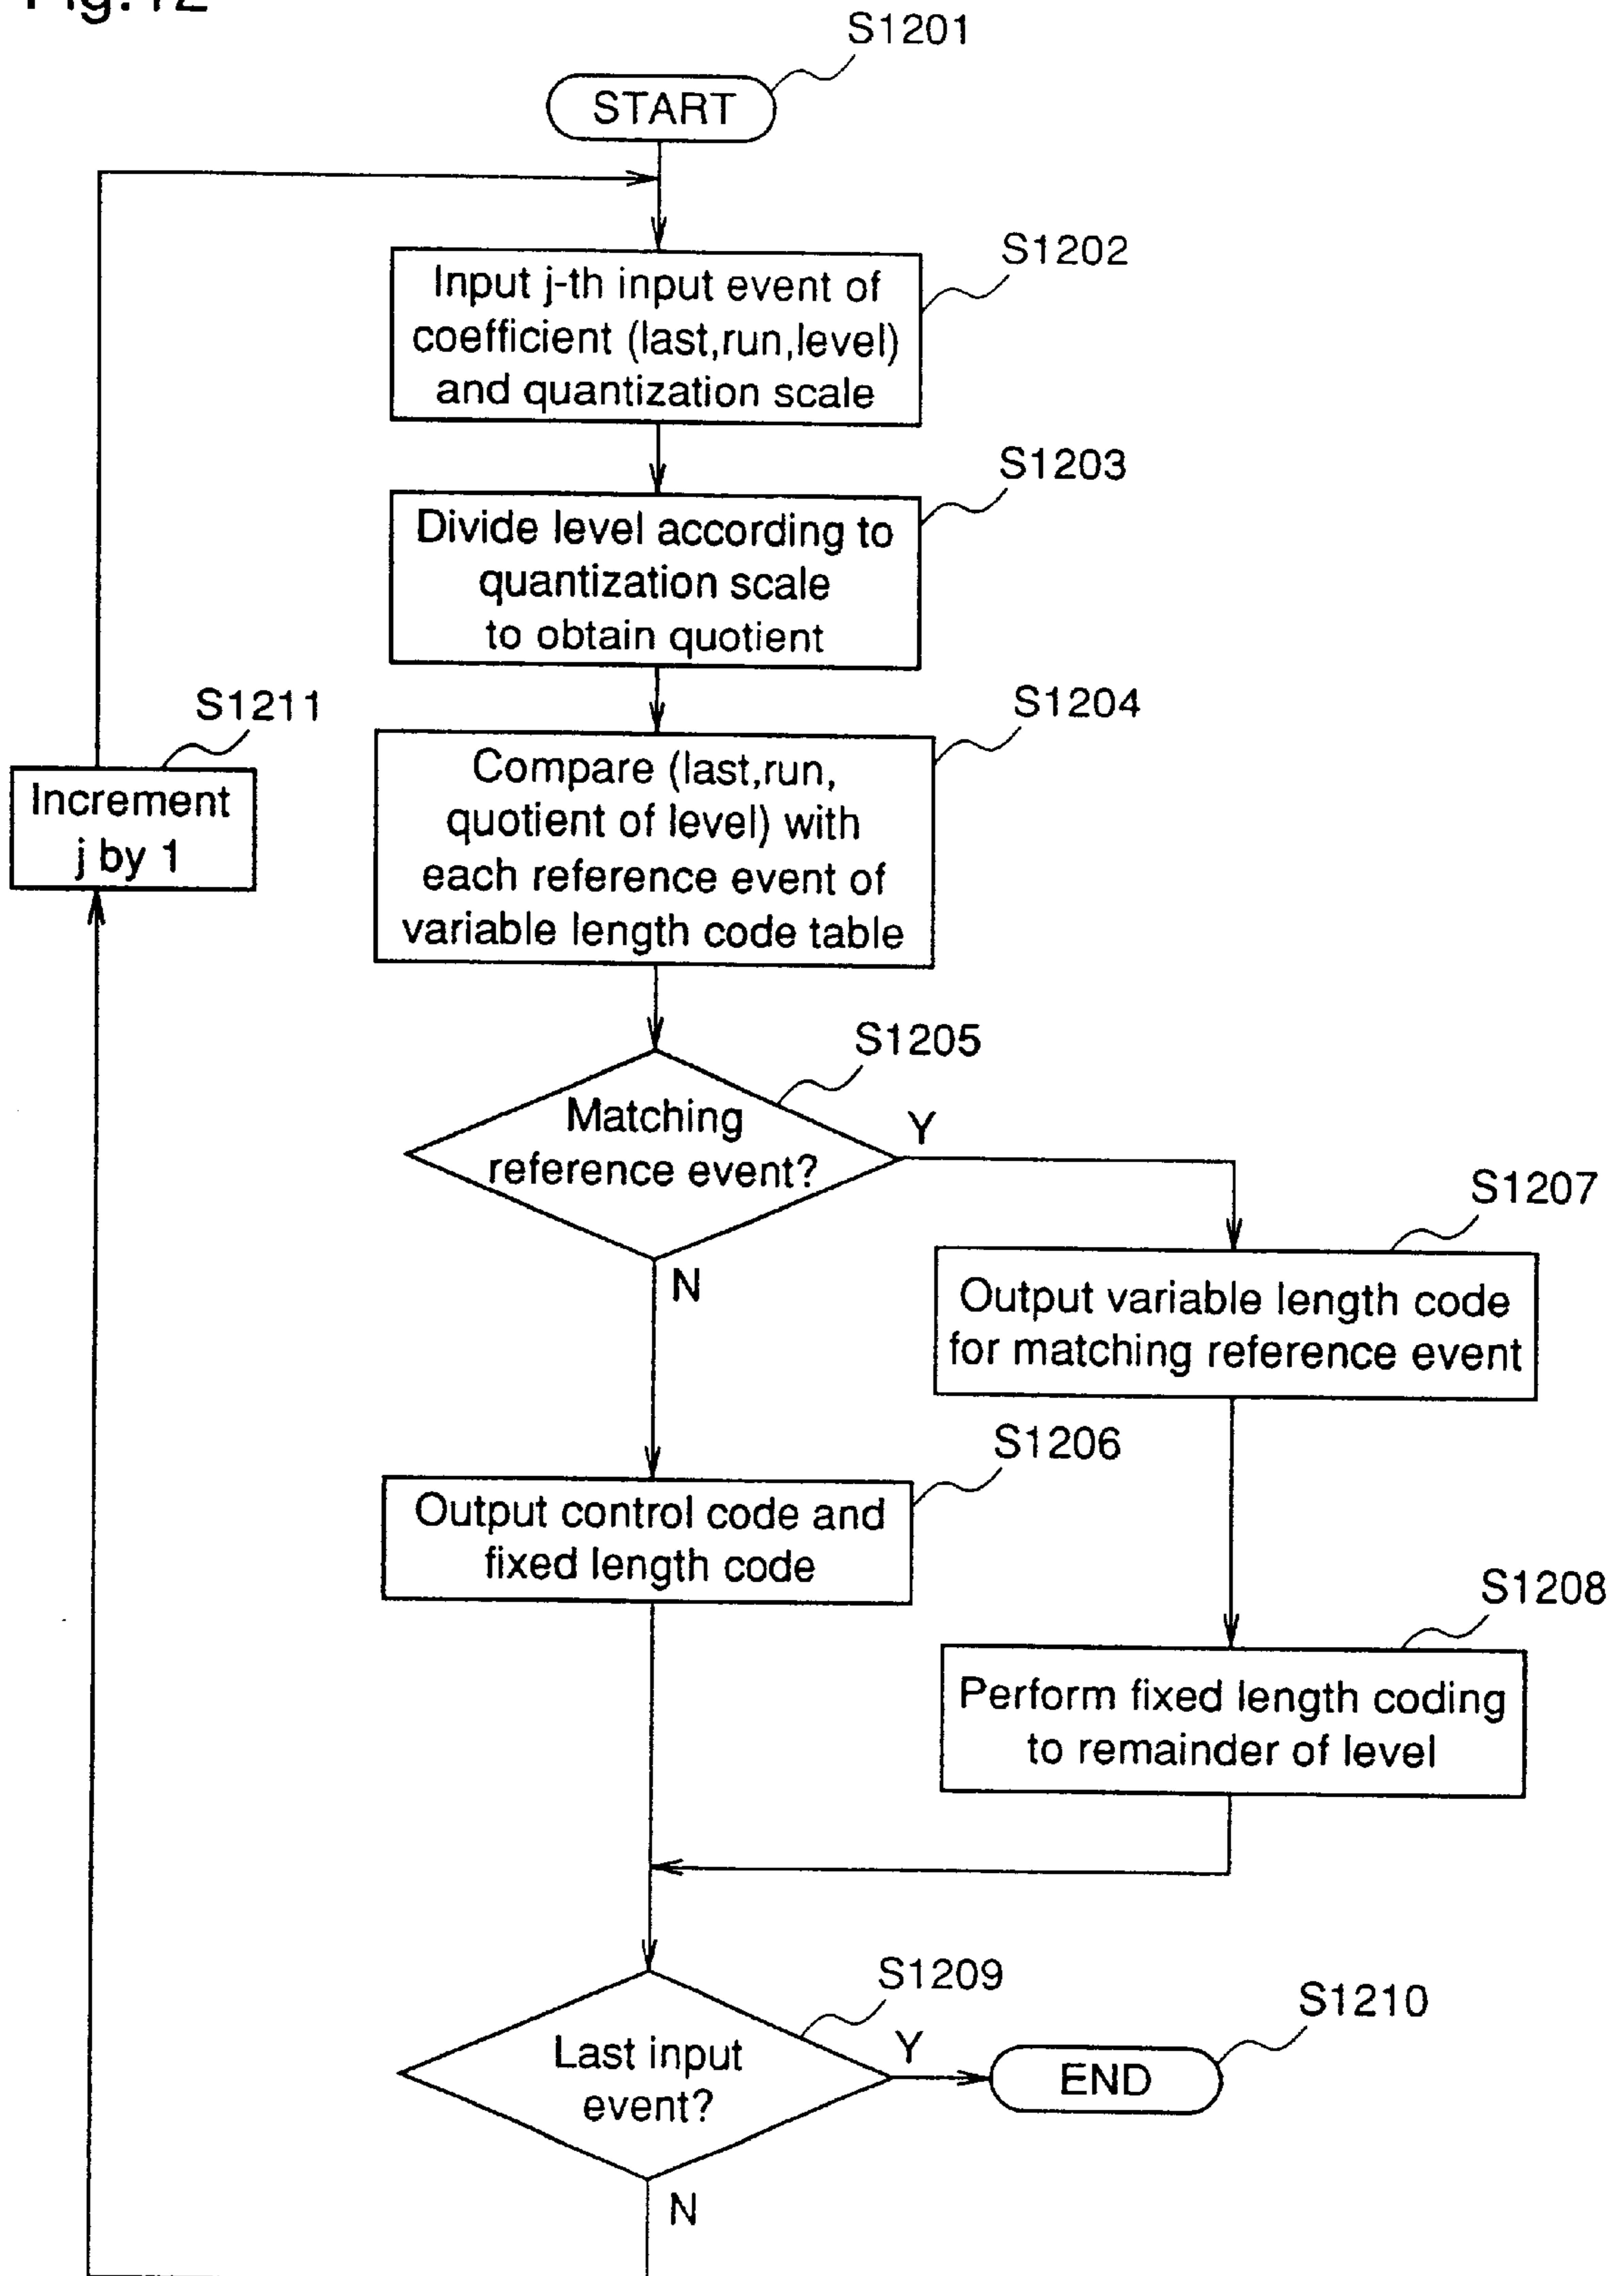 Fig.12
S1201
START
S1202
Input j-th input event of
coefficient (last,run,level)
and quantization scale
S1203
Divide level according to
quantization scale
to obtain quotient
S1204
Compare (last,run,
quotient of level) with
each reference event of
variable length code table
S1211
Increment
j by 1
S1205
Matching
reference event?
Y
N
S1207
Output variable length code
for matching reference event
S1206
Output control code and
fixed length code
S1208
Perform fixed length coding
to remainder of level
S1209
Last input
event?
Y
S1210
END
N